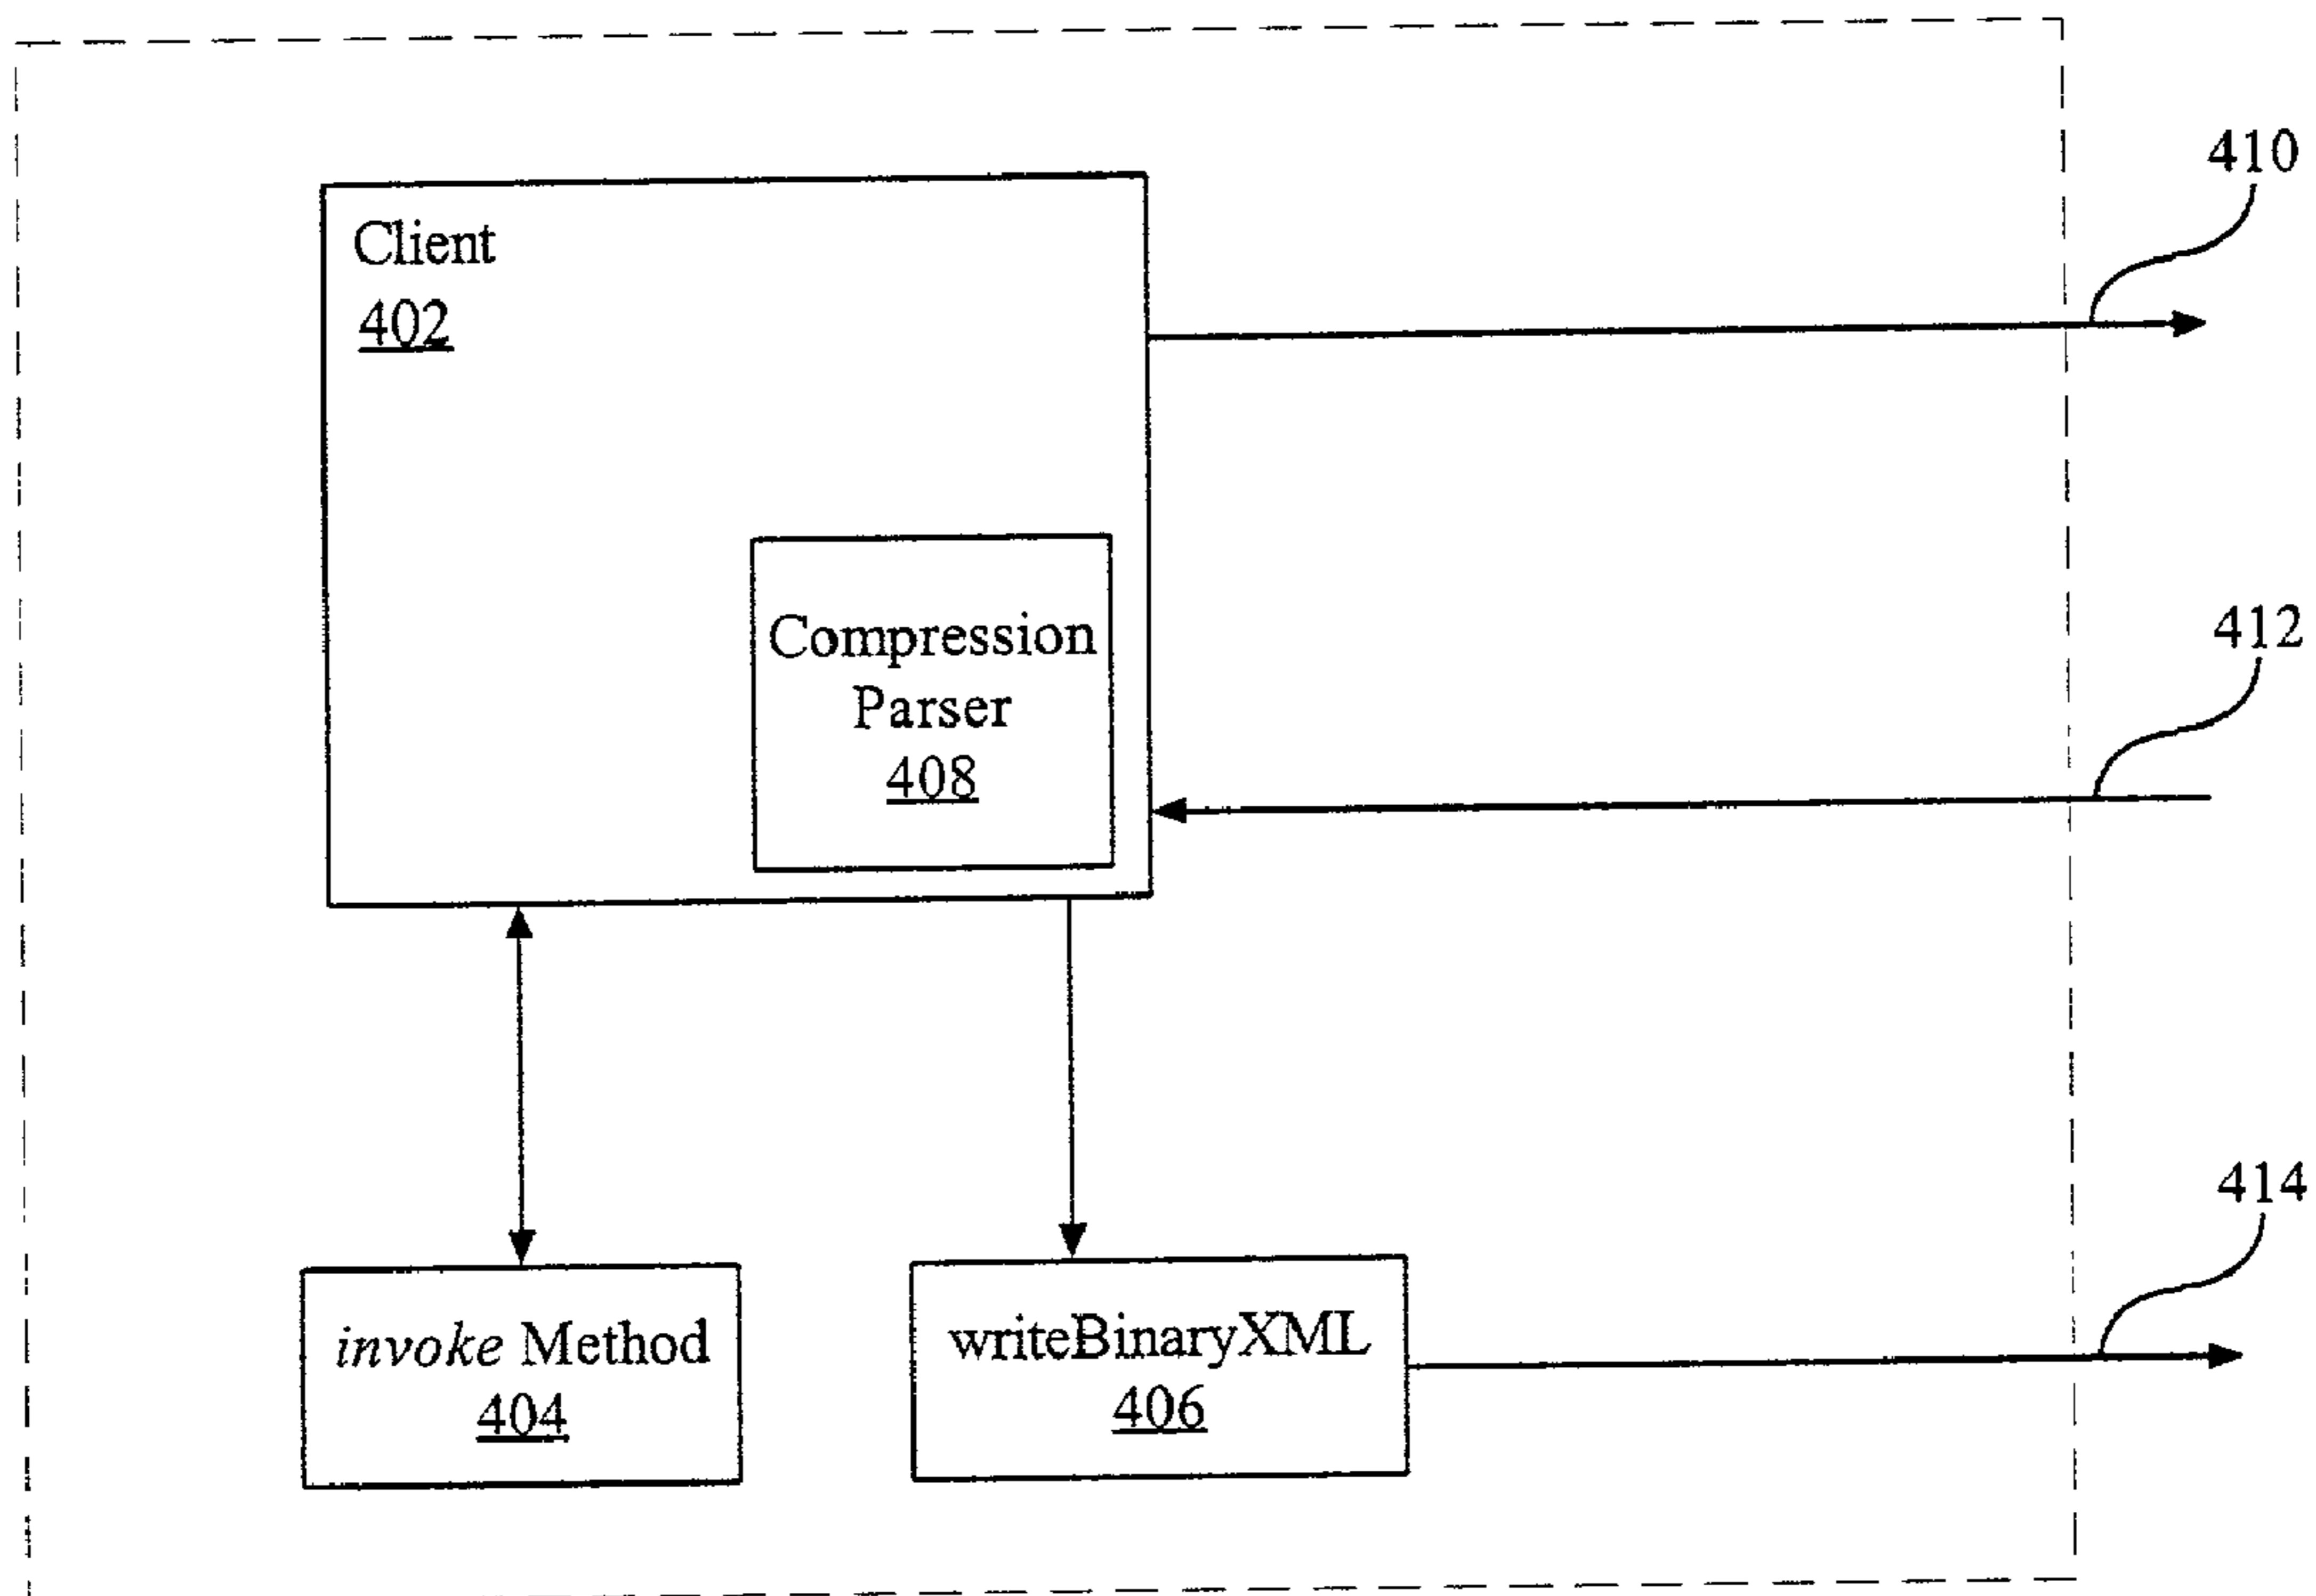 410
Client
402
412
Compression
Parser
408
414
invoke Method
404
writeBinaryXML
406